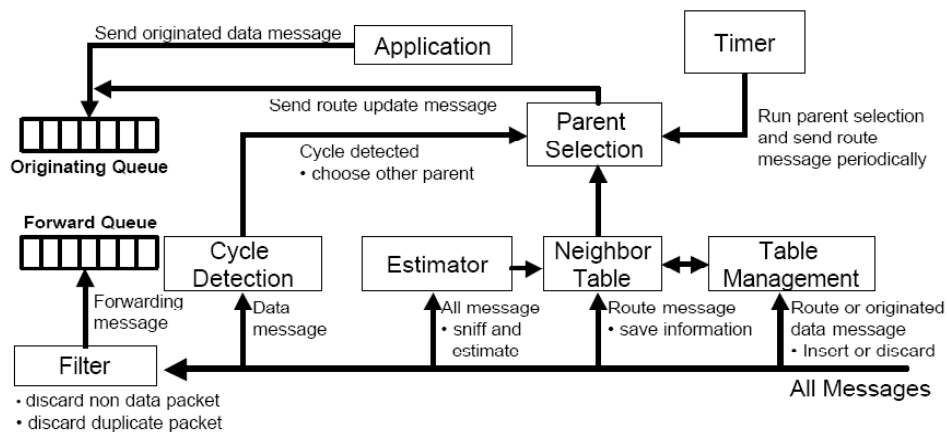 Send originated data message
Application
Timer
Send route update message
Originating Queue
Parent
Selection
Run parent selection
and send route
message periodically
Cycle detected
• choose other parent
Forward Queue
Cycle
Detection
Estimator
Neighbor
Table
Table
Management
Forwarding
message
Data
message
All message
• sniff and
estimate
Route message
• save information
Route or originated
data message
• Insert or discard
Filter
All Messages
• discard non data packet
• discard duplicate packet